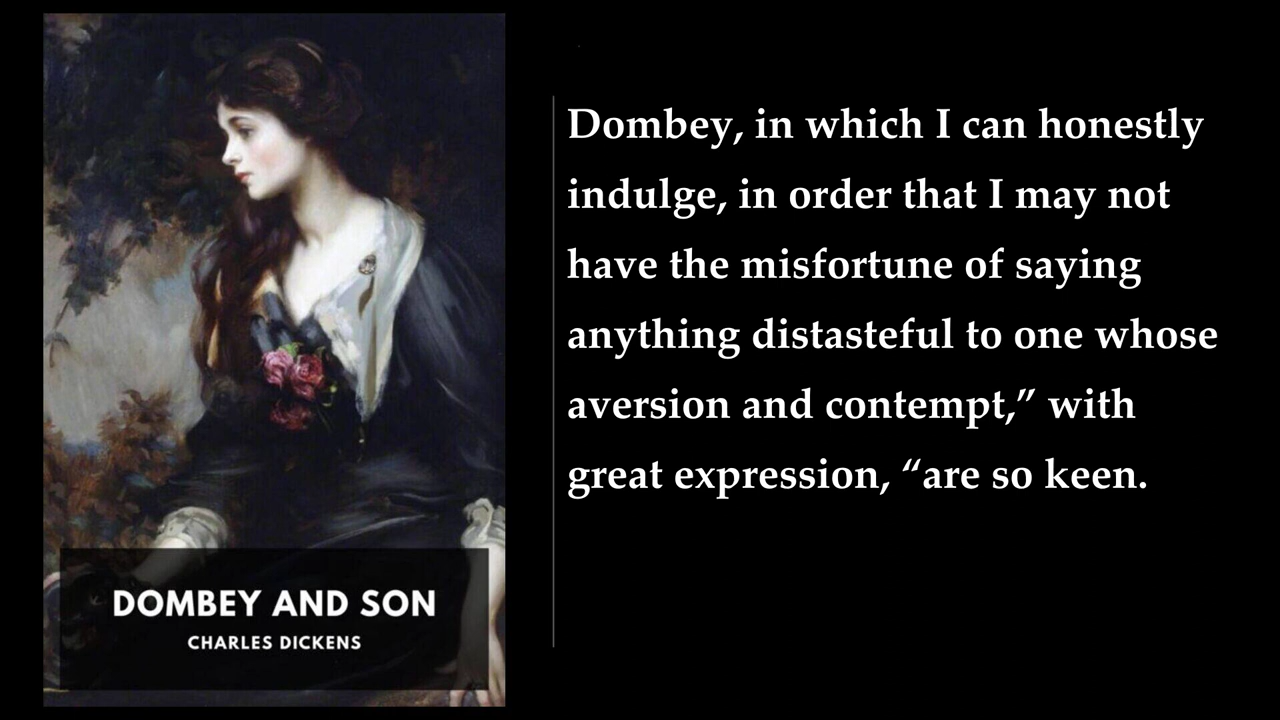 DOMBEY AND SON
CHARLES DICKENS
Dombey, in which I can honestly
indulge, in order that I may not
have the misfortune of saying
anything distasteful to one whose
aversion and contempt,” with
great expression, “are so keen.